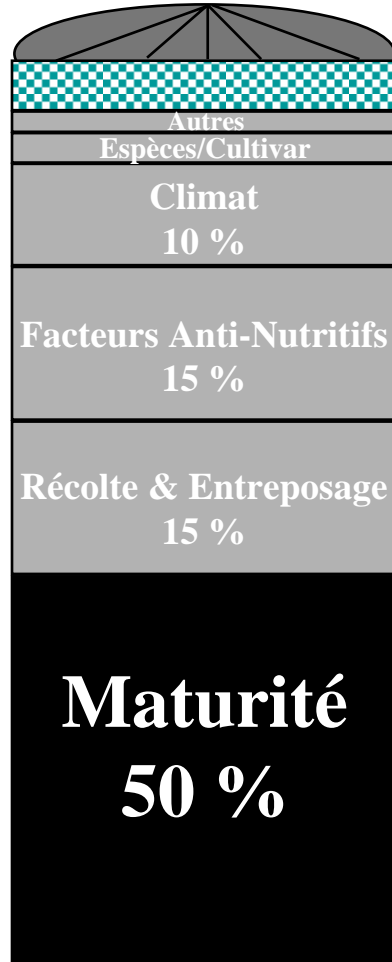 Autres
Espèces/Cultivar
Climat
10 %
Facteurs Anti-Nutritifs
15 %
Récolte & Entreposage
15 %
Maturité
50 %